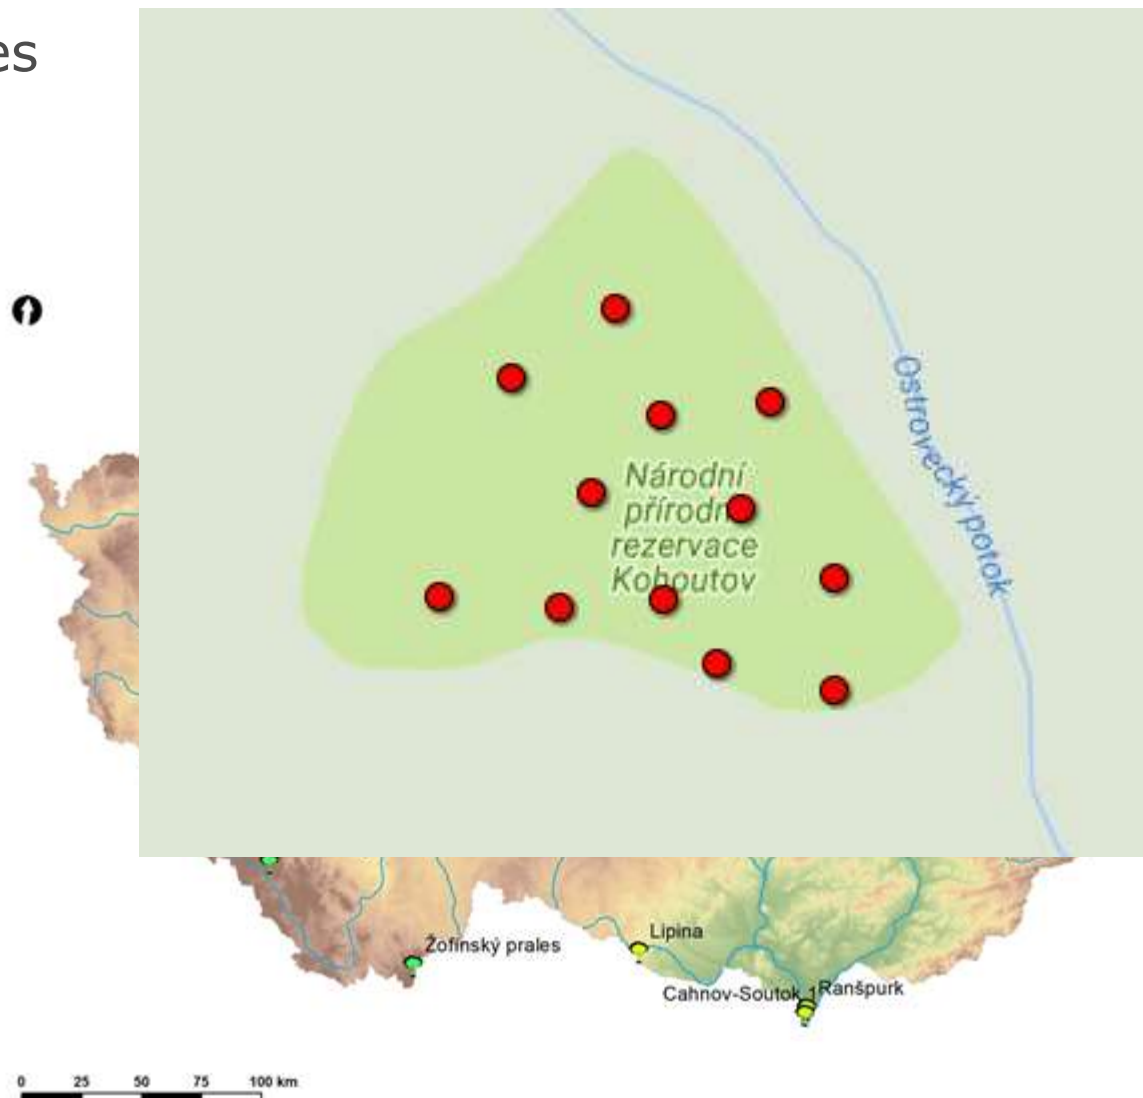 es
Národní
přírodní
rezervace
Kohoutov
Ostrovecký potok
Lipina
Žofínský prales
Cahnov-Soutok 1
Ranšpurk
0 25 50 75 100 km